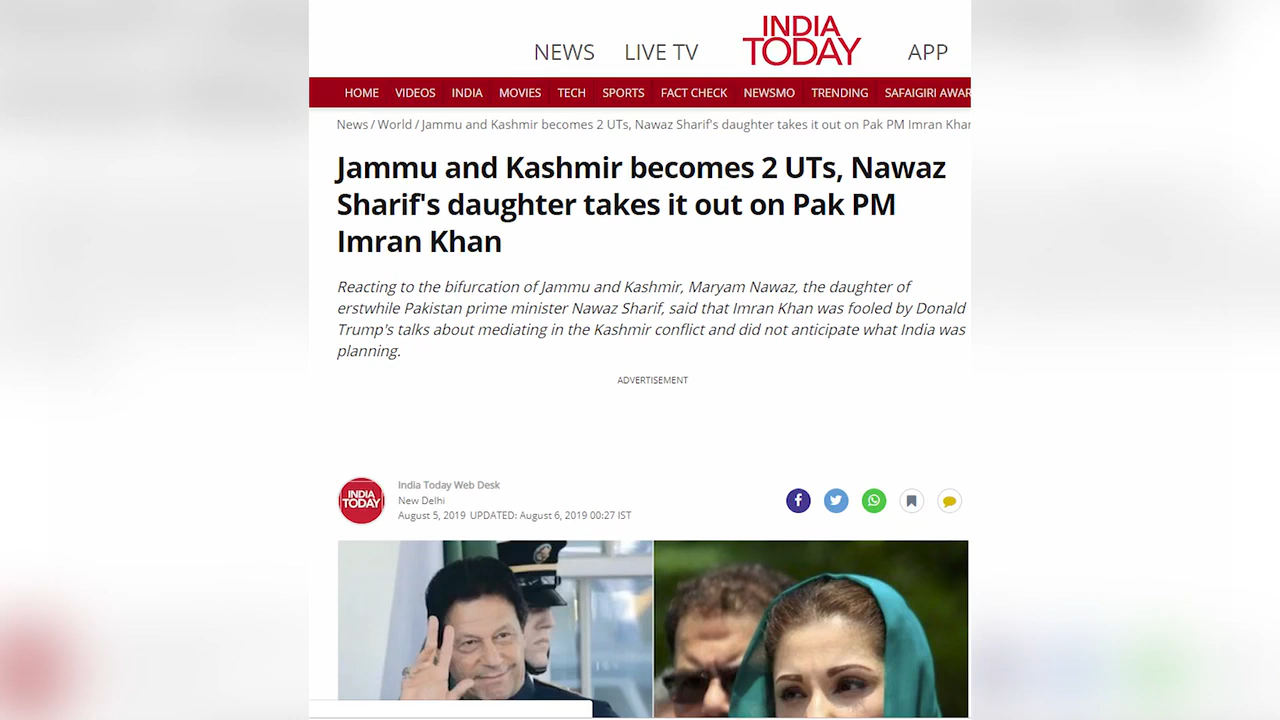 INDIA
TODAY
NEWS LIVE TV APP
HOME VIDEOS INDIA MOVIES TECH SPORTS FACT CHECK NEWSMO TRENDING SAFAIGIRI AWAR
News / World / Jammu and Kashmir becomes 2 UTs, Nawaz Sharif's daughter takes it out on Pak PM Imran Khan
Jammu and Kashmir becomes 2 UTs, Nawaz
Sharif's daughter takes it out on Pak PM
Imran Khan
Reacting to the bifurcation of Jammu and Kashmir, Maryam Nawaz, the daughter of
erstwhile Pakistan prime minister Nawaz Sharif, said that Imran Khan was fooled by Donald
Trump's talks about mediating in the Kashmir conflict and did not anticipate what India was
planning.
ADVERTISEMENT
INDIA
TODAY
India Today Web Desk
New Delhi
August 5, 2019 UPDATED: August 6, 2019 00:27 IST